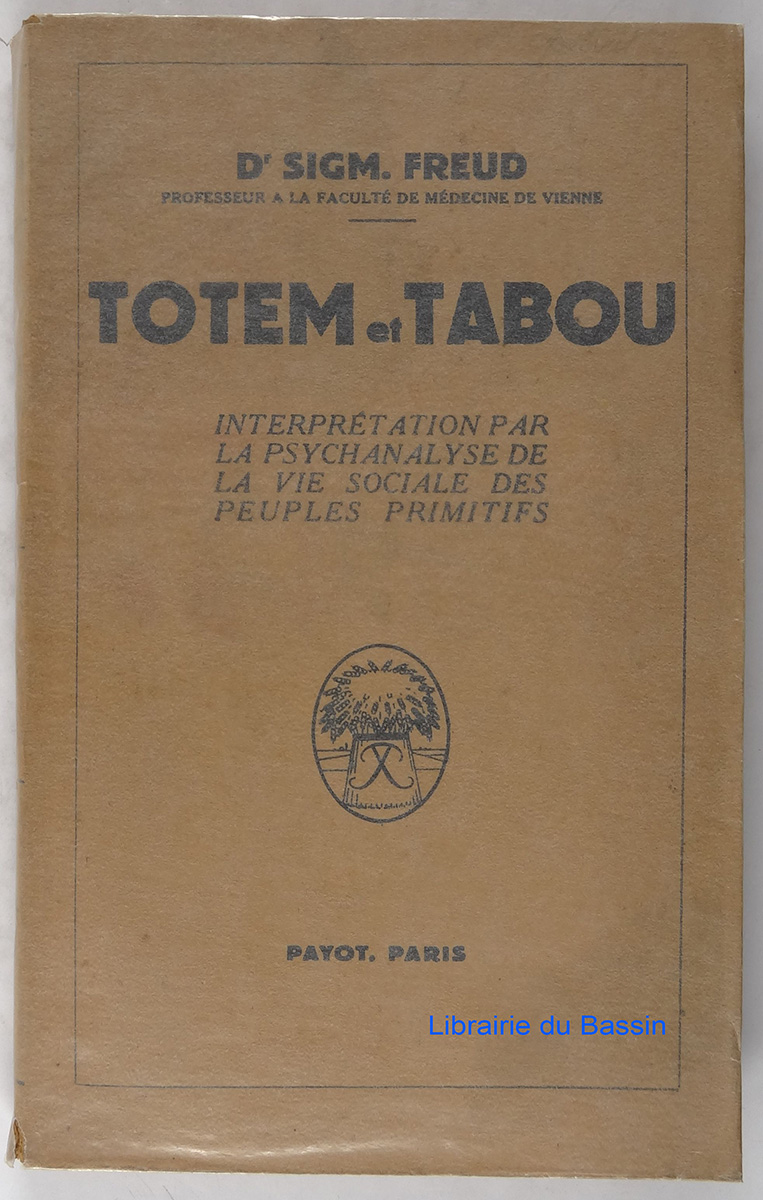 Dr SIGM. FREUD
PROFESSEUR A LA FACULTÉ DE MÉDECINE DE VIENNE
TOTEM et TABOU
INTERPRÉTATION PAR
LA PSYCHANALYSE DE
LA VIE SOCIALE DES
PEUPLES PRIMITIFS
PAYOT, PARIS
Librairie du Bassin